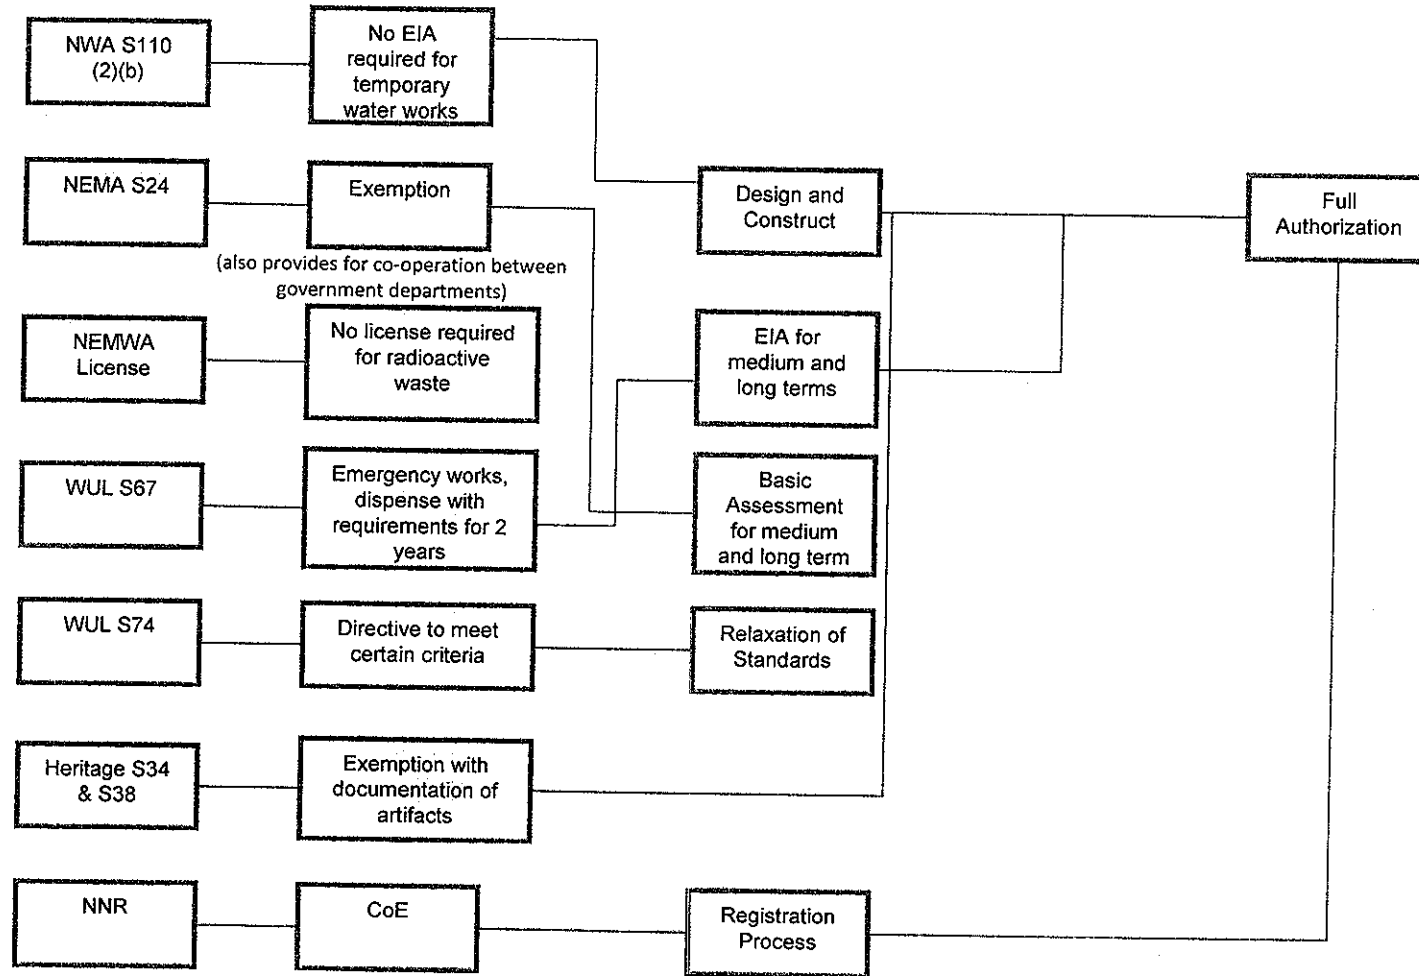 NWA S110
(2)(b)
No EIA
required for
temporary
water works
NEMA S24
Exemption
Design and
Construct
Full
Authorization
(also provides for co-operation between
government departments)
NEMWA
License
No license required
for radioactive
waste
EIA for
medium and
long terms
WUL S67
Emergency works,
dispense with
requirements for 2
years
Basic
Assessment
for medium
and long term
WUL S74
Directive to meet
certain criteria
Relaxation of
Standards
Heritage S34
& S38
Exemption with
documentation of
artifacts
NNR
CoE
Registration
Process